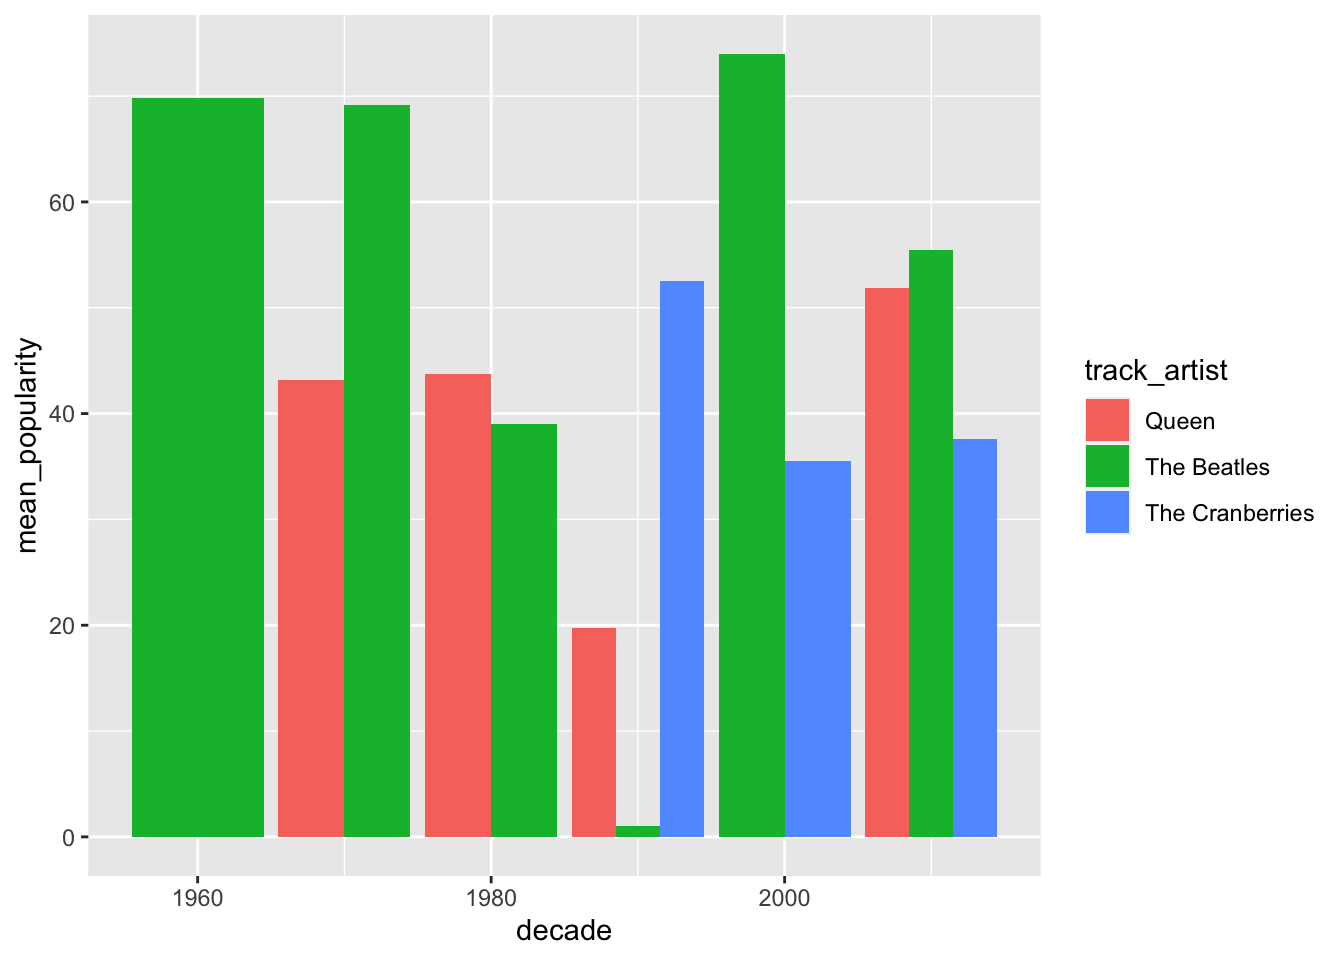 mean_popularity
60
40
20
0
1960
1980
2000
decade
track_artist
Queen
The Beatles
The Cranberries